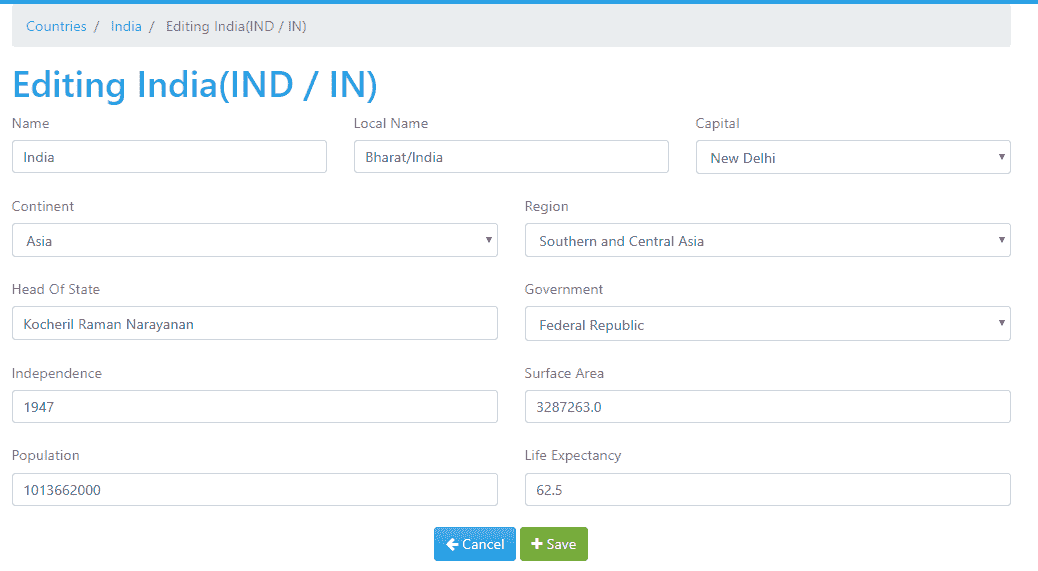 Countries / India / Editing India(IND / IN)
Editing India(IND / IN)
Name Local Name Capital
India Bharat/India New Delhi
Continent Region
Asia Southern and Central Asia
Head Of State Government
Kocheril Raman Narayanan Federal Republic
Independence Surface Area
1947 3287263.0
Population Life Expectancy
1013662000 62.5
Cancel Save